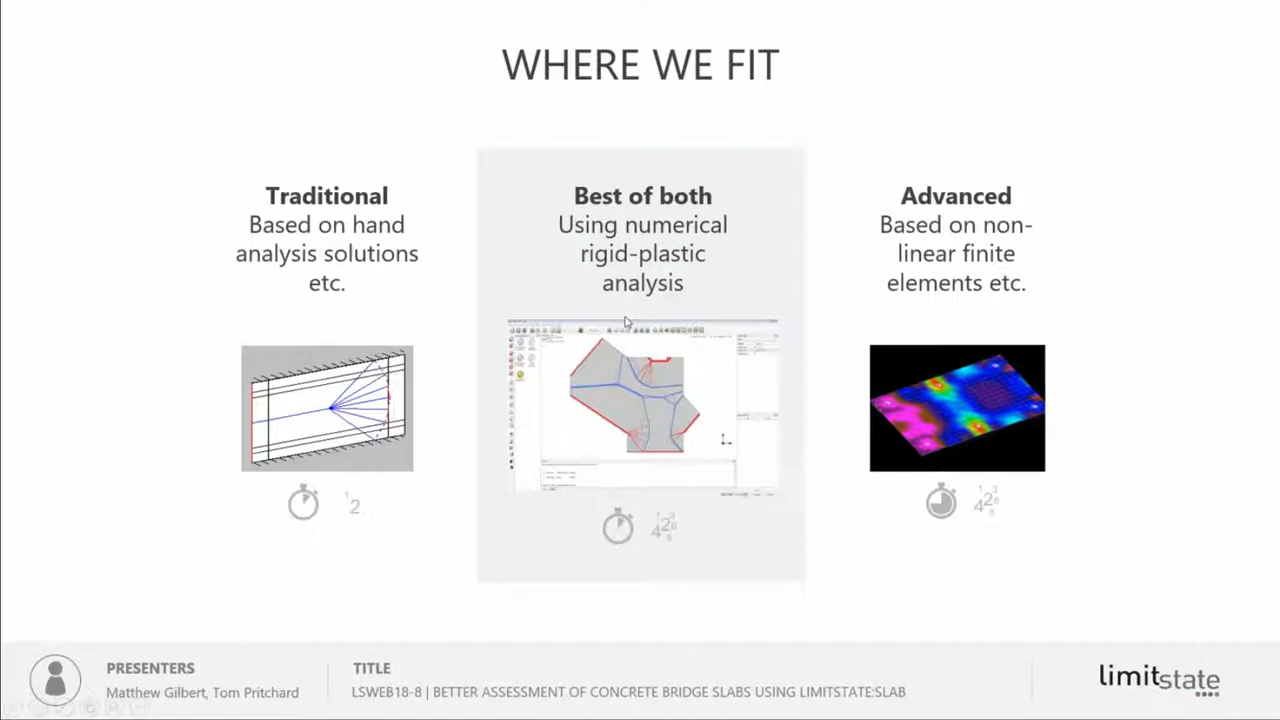 WHERE WE FIT
Traditional
Based on hand
analysis solutions
etc.
Best of both
Using numerical
rigid-plastic
analysis
Advanced
Based on non-
linear finite
elements etc.
PRESENTERS
Matthew Gilbert, Tom Pritchard
TITLE
LSWEB18-8 | BETTER ASSESSMENT OF CONCRETE BRIDGE SLABS USING LIMITSTATE:SLAB
limitstate